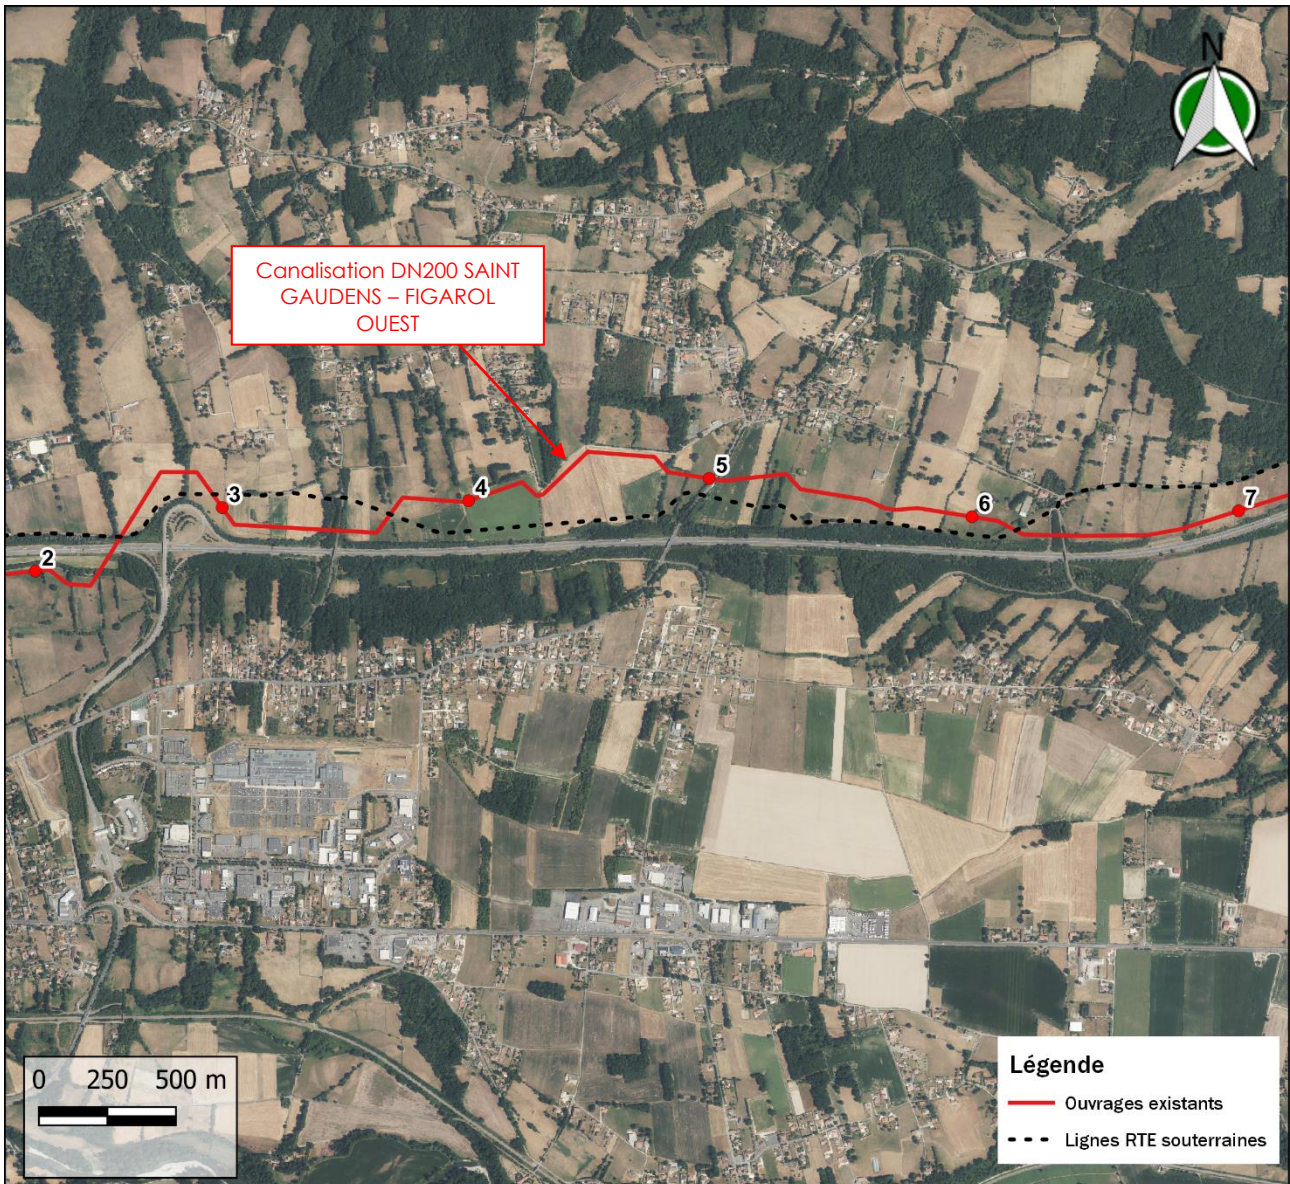 N
Canalisation DN200 SAINT
GAUDENS – FIGAROL
OUEST
5
3
4
6
7
2
0 250 500 m
Légende
Ouvrages existants
Lignes RTE souterraines